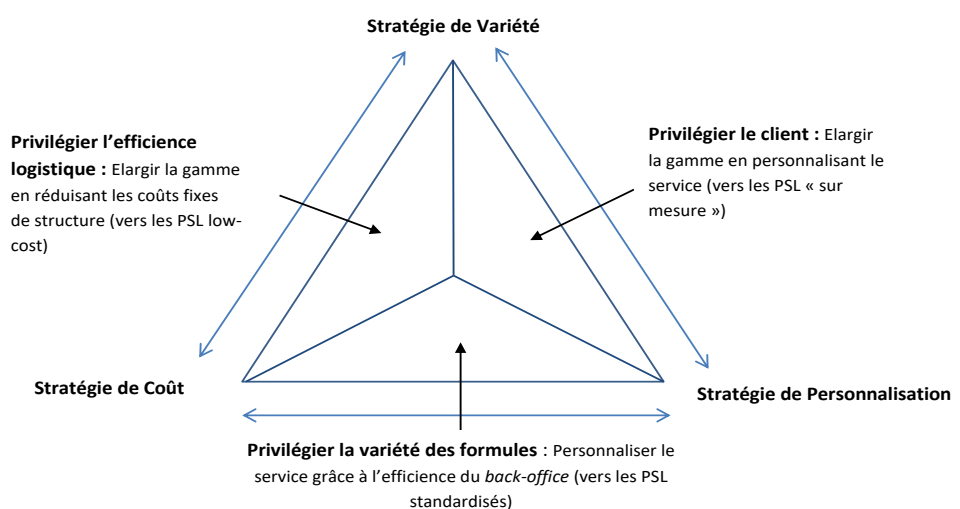 Stratégie de Variété
Privilégier l’efficience
logistique : Elargir la gamme
en réduisant les coûts fixes
de structure (vers les PSL low-
cost)
Privilégier le client : Elargir
la gamme en personnalisant le
service (vers les PSL « sur
mesure »)
Stratégie de Coût
Stratégie de Personnalisation
Privilégier la variété des formules : Personnaliser le
service grâce à l’efficience du back-office (vers les PSL
standardisés)